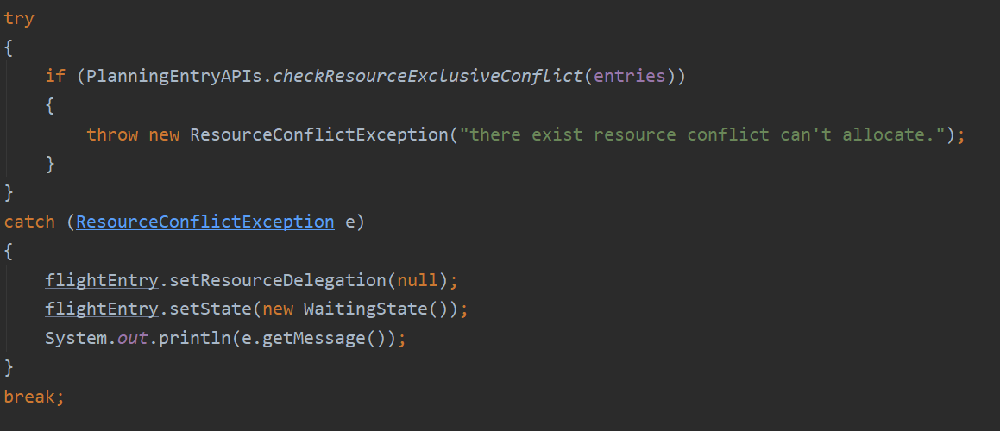 try
{
    if (PlanningEntryAPIs.checkResourceExclusiveConflict(entries))
    {
        throw new ResourceConflictException("there exist resource conflict can't allocate.");
    }
}
catch (ResourceConflictException e)
{
    flightEntry.setResourceDelegation(null);
    flightEntry.setState(new WaitingState());
    System.out.println(e.getMessage());
}
break;